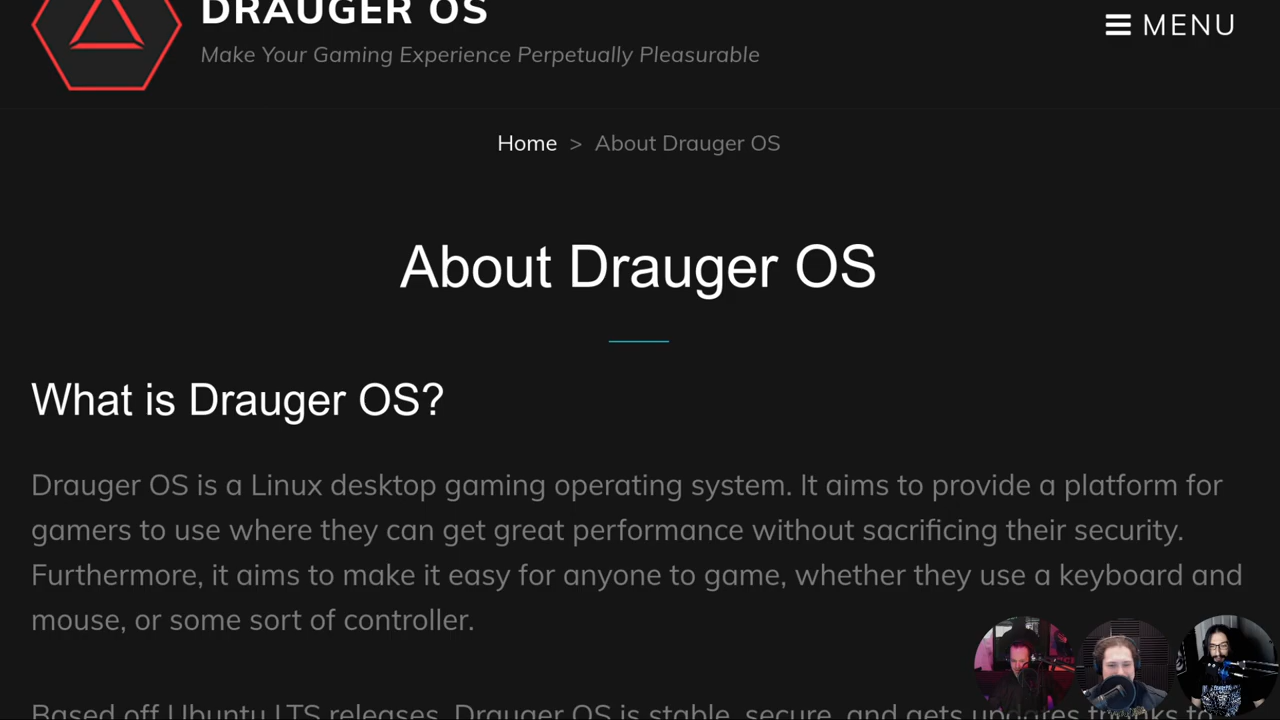 DRAUGER OS
Make Your Gaming Experience Perpetually Pleasurable
MENU
Home > About Drauger OS
About Drauger OS
What is Drauger OS?
Drauger OS is a Linux desktop gaming operating system. It aims to provide a platform for
gamers to use where they can get great performance without sacrificing their security.
Furthermore, it aims to make it easy for anyone to game, whether they use a keyboard and
mouse, or some sort of controller.
Based off Ubuntu LTS releases, Drauger OS is stable, secure, and gets updates thanks to